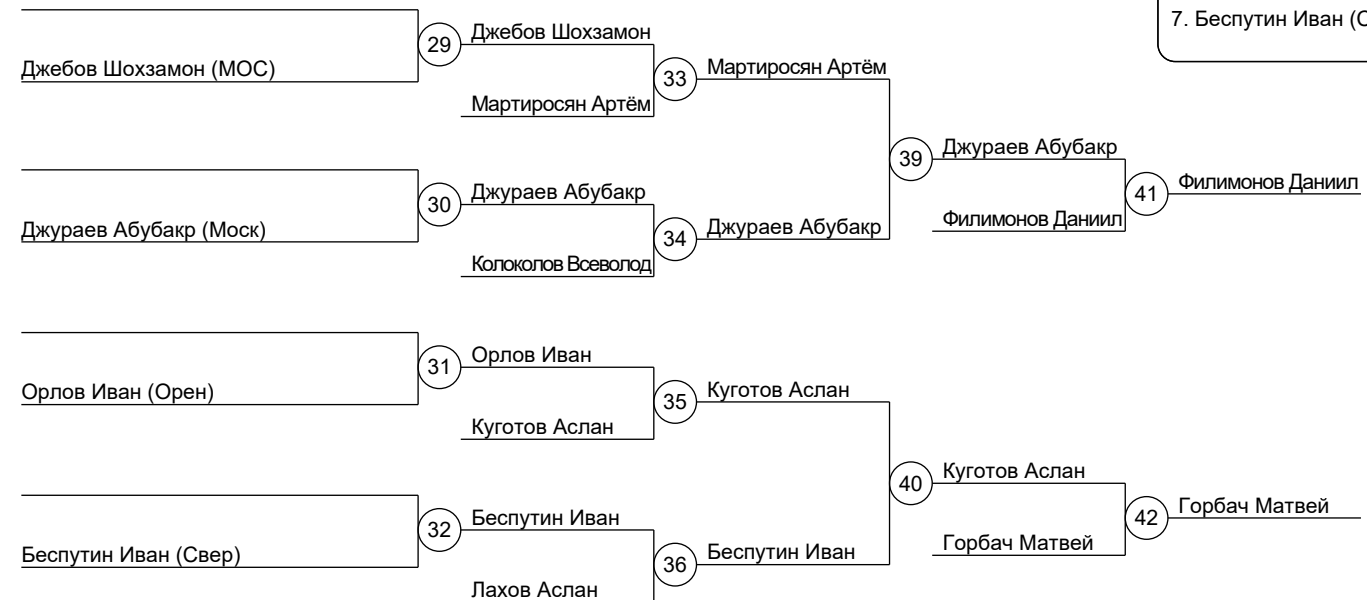 7. Беспутин Иван (С
29
Джебов Шохзамон
Джебов Шохзамон (МОС)
33
Мартиросян Артём
Мартиросян Артём
39
Джураев Абубакр
41
Филимонов Даниил
30
Джураев Абубакр
Джураев Абубакр (Моск)
34
Джураев Абубакр
Филимонов Даниил
Колоколов Всеволод
31
Орлов Иван
Орлов Иван (Орен)
35
Куготов Аслан
Куготов Аслан
40
Куготов Аслан
42
Горбач Матвей
32
Беспутин Иван
Беспутин Иван (Свер)
36
Беспутин Иван
Горбач Матвей
Лахов Аслан